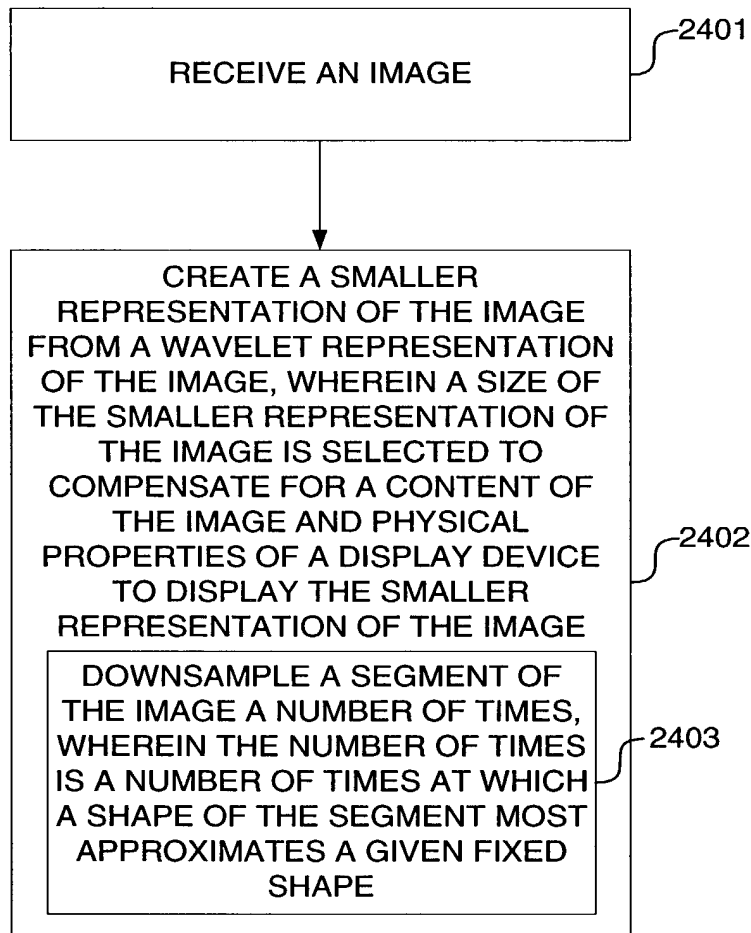 RECEIVE AN IMAGE
2401
CREATE A SMALLER
REPRESENTATION OF THE IMAGE
FROM A WAVELET REPRESENTATION
OF THE IMAGE, WHEREIN A SIZE OF
THE SMALLER REPRESENTATION OF
THE IMAGE IS SELECTED TO
COMPENSATE FOR A CONTENT OF
THE IMAGE AND PHYSICAL
PROPERTIES OF A DISPLAY DEVICE
TO DISPLAY THE SMALLER
REPRESENTATION OF THE IMAGE
2402
DOWNSAMPLE A SEGMENT OF
THE IMAGE A NUMBER OF TIMES,
WHEREIN THE NUMBER OF TIMES
IS A NUMBER OF TIMES AT WHICH
A SHAPE OF THE SEGMENT MOST
APPROXIMATES A GIVEN FIXED
SHAPE
2403